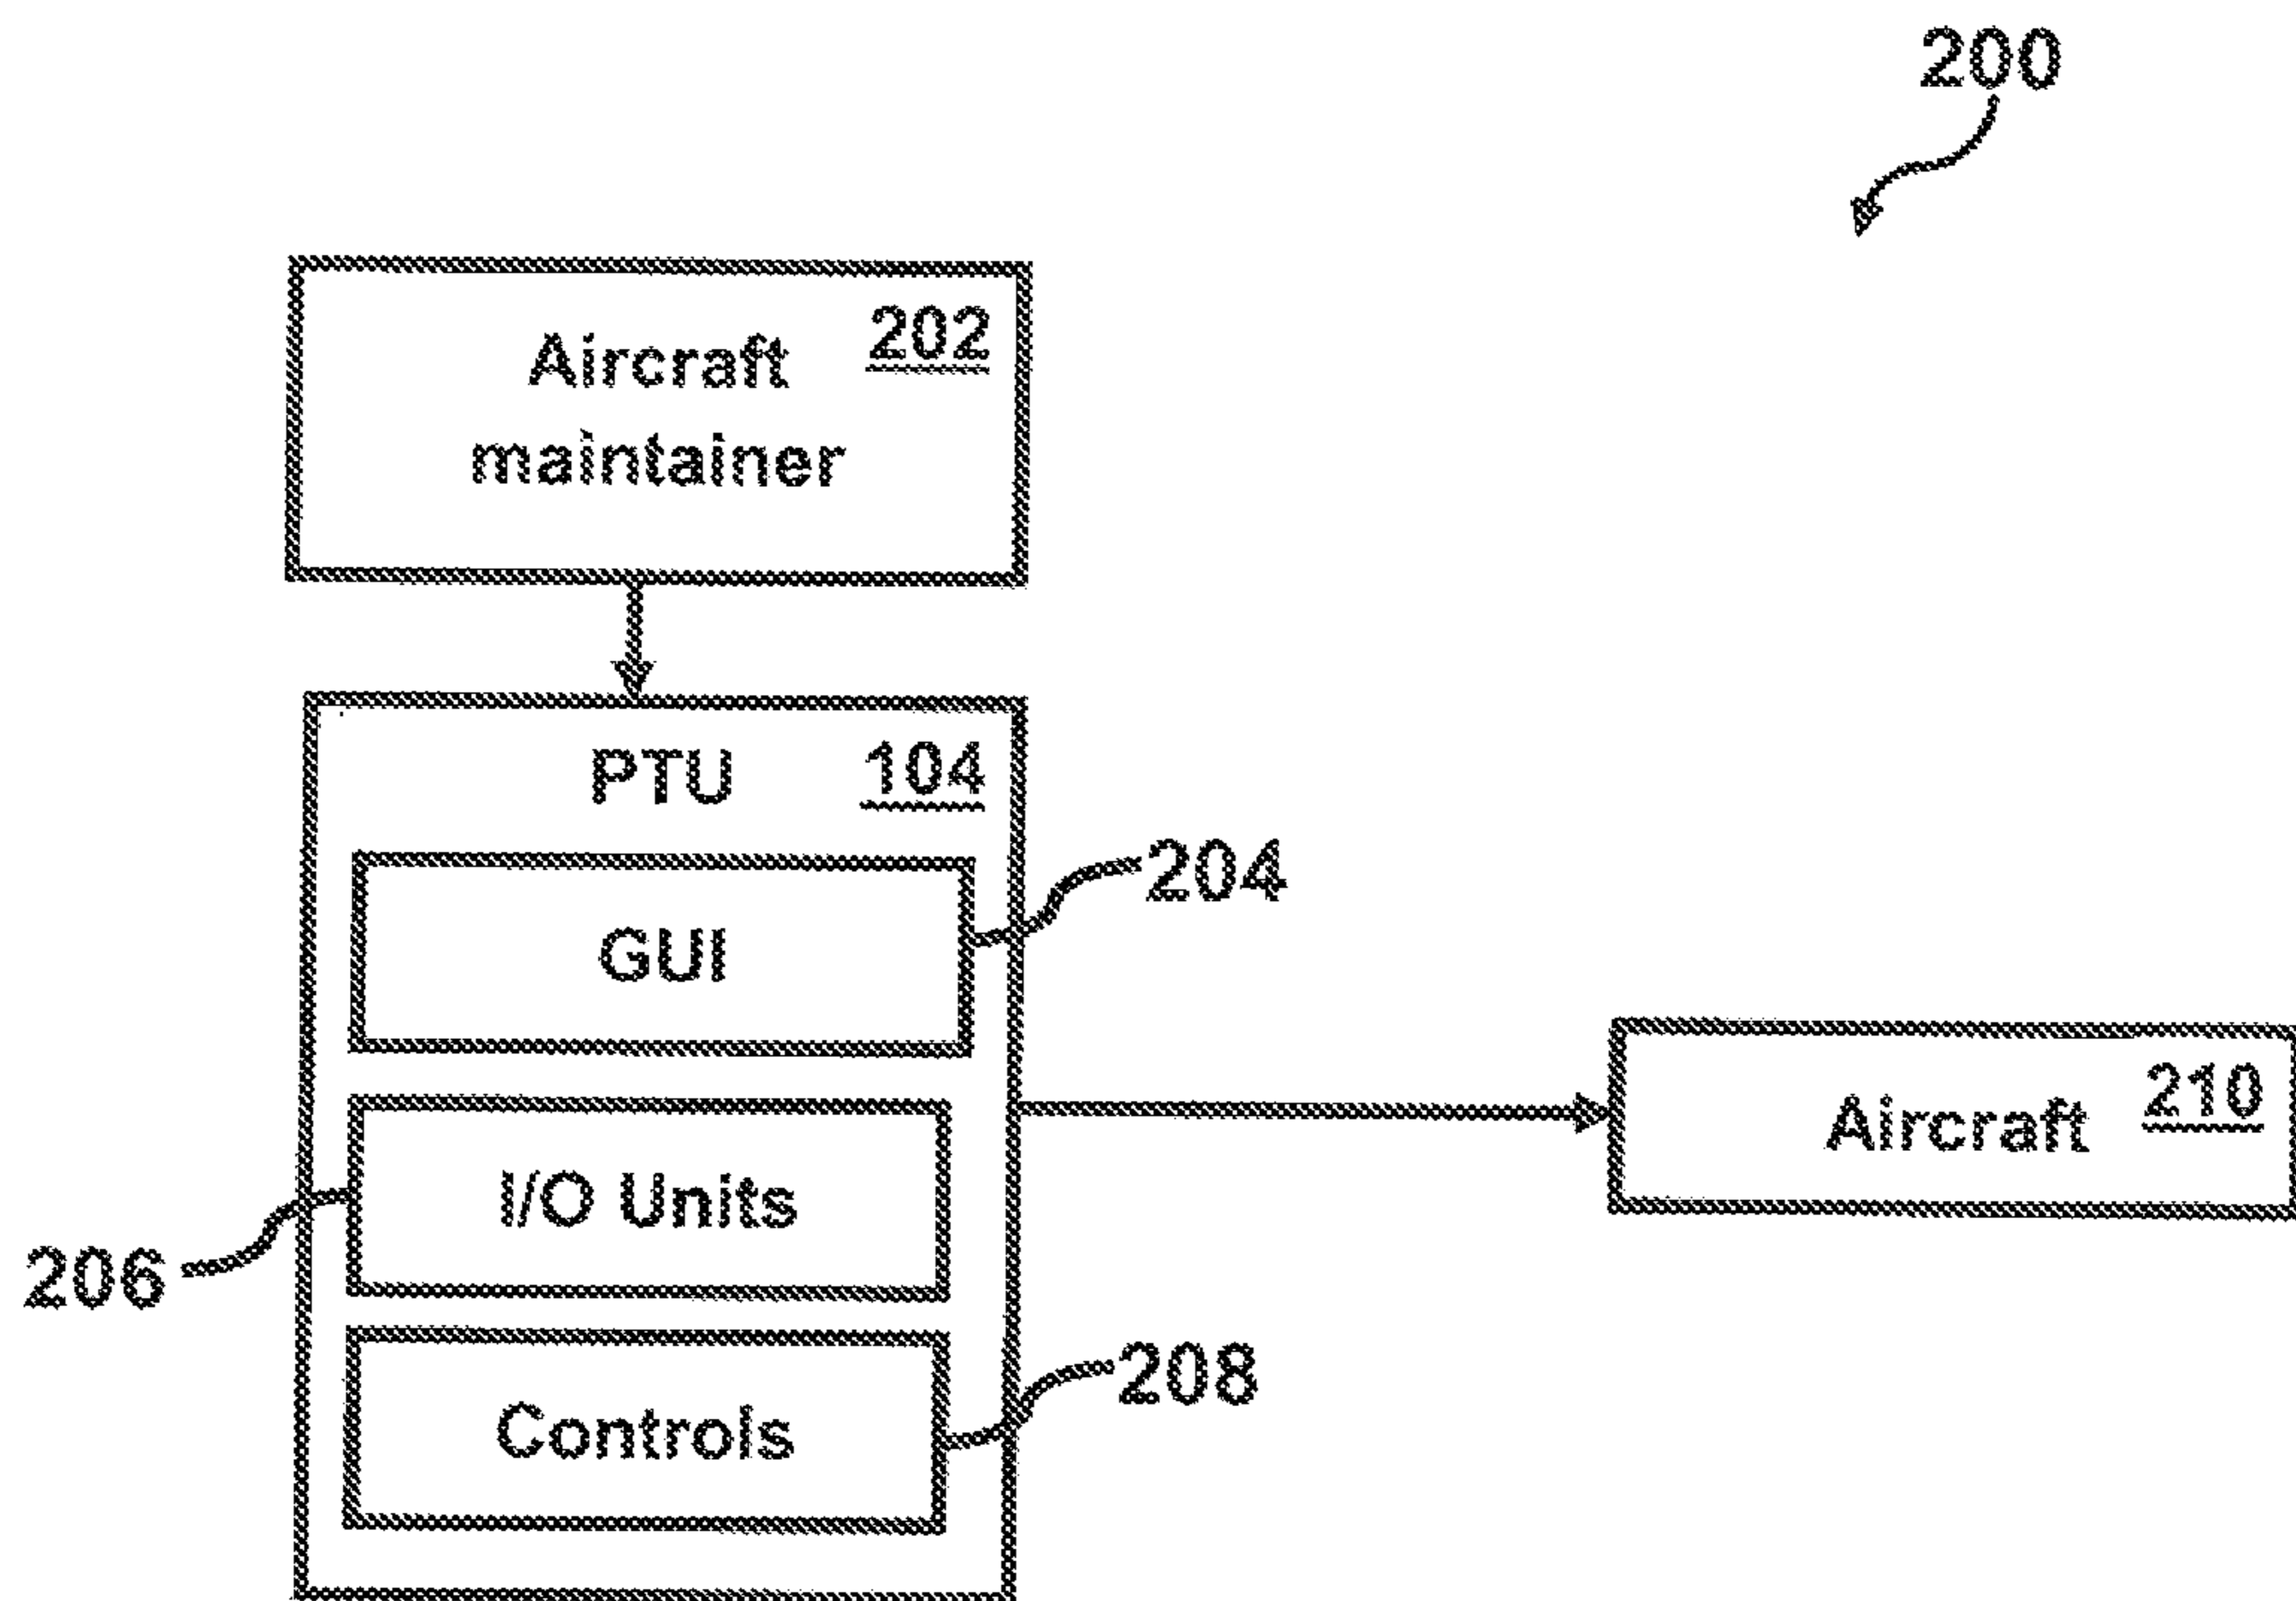 200
Aircraft 202
maintainer
PTU 104
204
GUI
210
Aircraft
I/O Units
206
208
Controls